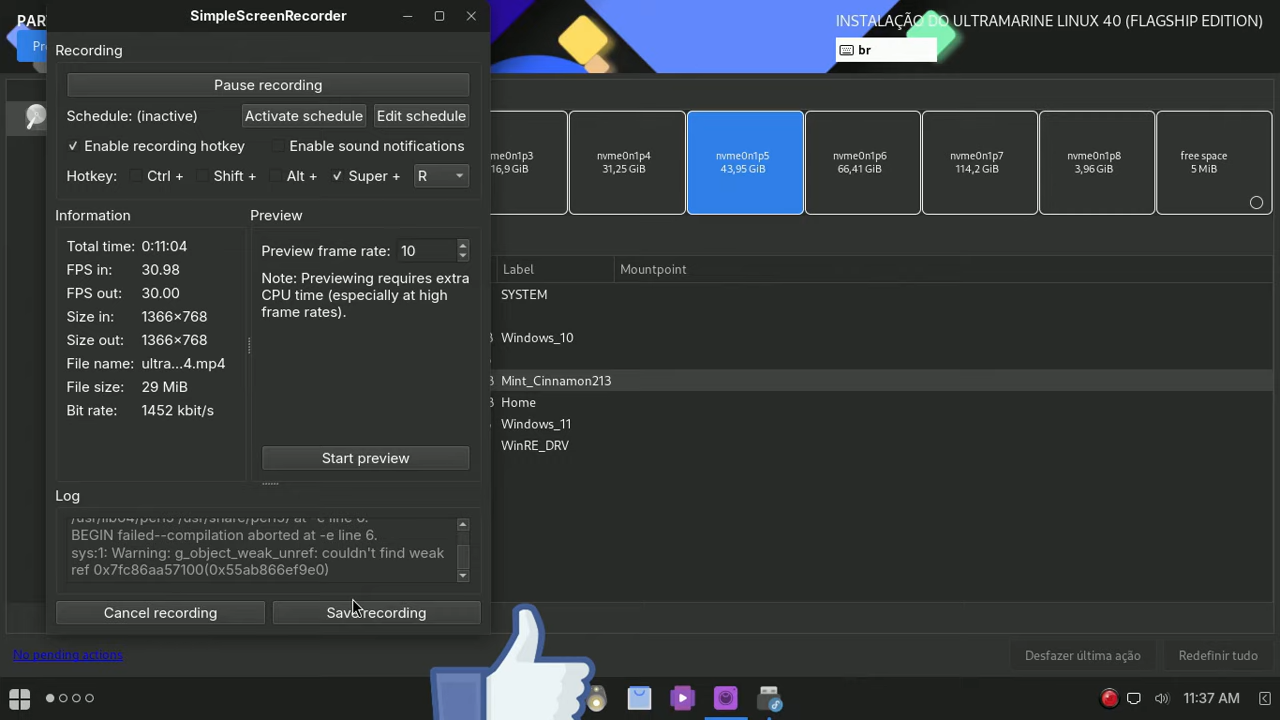 SimpleScreenRecorder
PAR
INSTALAÇÃO DO ULTRAMARINE LINUX 40 (FLAGSHIP EDITION)
Pr
br
Recording
Pause recording
Schedule: (inactive)
Activate schedule
Edit schedule
Enable recording hotkey
Enable sound notifications
Hotkey:
Ctrl +
Shift +
Alt +
Super +
R
Information
Total time: 0:11:04
FPS in: 30.98
FPS out: 30.00
Size in: 1366×768
Size out: 1366×768
File name: ultra...4.mp4
File size: 29 MiB
Bit rate: 1452 kbit/s
Preview
Preview frame rate: 10
Note: Previewing requires extra
CPU time (especially at high
frame rates).
Start preview
Log
BEGIN failed--compilation aborted at -e line 6.
sys:1: Warning: g_object_weak_unref: couldn't find weak
ref 0x7fc86aa57100(0x55ab866ef9e0)
Cancel recording
Save recording
me0n1p3
16,9 GiB
nvme0n1p4
31,25 GiB
nvme0n1p5
43,95 GiB
nvme0n1p6
66,41 GiB
nvme0n1p7
114,2 GiB
nvme0n1p8
3,96 GiB
free space
5 MiB
Label
Mountpoint
SYSTEM
Windows_10
Mint_Cinnamon213
Home
Windows_11
WinRE_DRV
No pending actions
Desfazer última ação
Redefinir tudo
11:37 AM